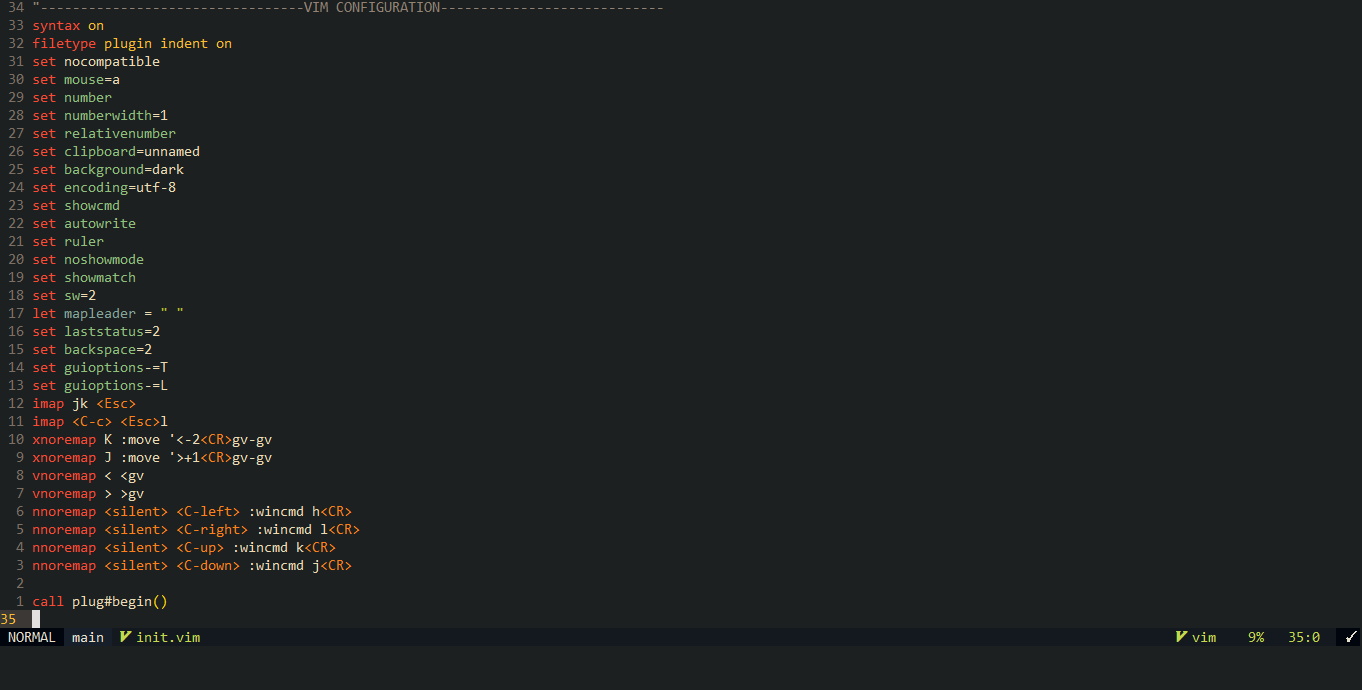 34 "---------------------------------VIM CONFIGURATION----------------------------
33 syntax on
32 filetype plugin indent on
31 set nocompatible
30 set mouse=a
29 set number
28 set numberwidth=1
27 set relativenumber
26 set clipboard=unnamed
25 set background=dark
24 set encoding=utf-8
23 set showcmd
22 set autowrite
21 set ruler
20 set noshowmode
19 set showmatch
18 set sw=2
17 let mapleader = " "
16 set laststatus=2
15 set backspace=2
14 set guioptions-=T
13 set guioptions-=L
12 imap jk <Esc>
11 imap <C-c> <Esc>l
10 xnoremap K :move '<-2<CR>gv-gv
9 xnoremap J :move '>+1<CR>gv-gv
8 vnoremap < <gv
7 vnoremap > >gv
6 nnoremap <silent> <C-left> :wincmd h<CR>
5 nnoremap <silent> <C-right> :wincmd l<CR>
4 nnoremap <silent> <C-up> :wincmd k<CR>
3 nnoremap <silent> <C-down> :wincmd j<CR>
2
1 call plug#begin()
35
NORMAL main init.vim vim 9% 35:0 ✓